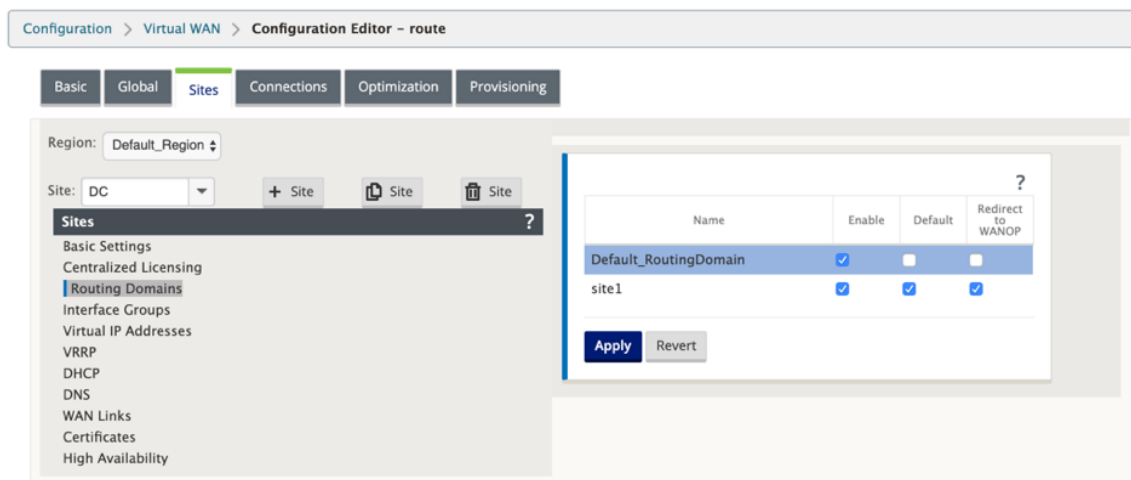 Configuration > Virtual WAN > Configuration Editor – route
Basic Global Sites Connections Optimization Provisioning
Region: Default_Region
Site: DC + Site Site Site
Sites ?
Basic Settings
Centralized Licensing
Routing Domains
Interface Groups
Virtual IP Addresses
VRRP
DHCP
DNS
WAN Links
Certificates
High Availability
?
Name Enable Default Redirect
to
WANOP
Default_RoutingDomain
site1
Apply Revert